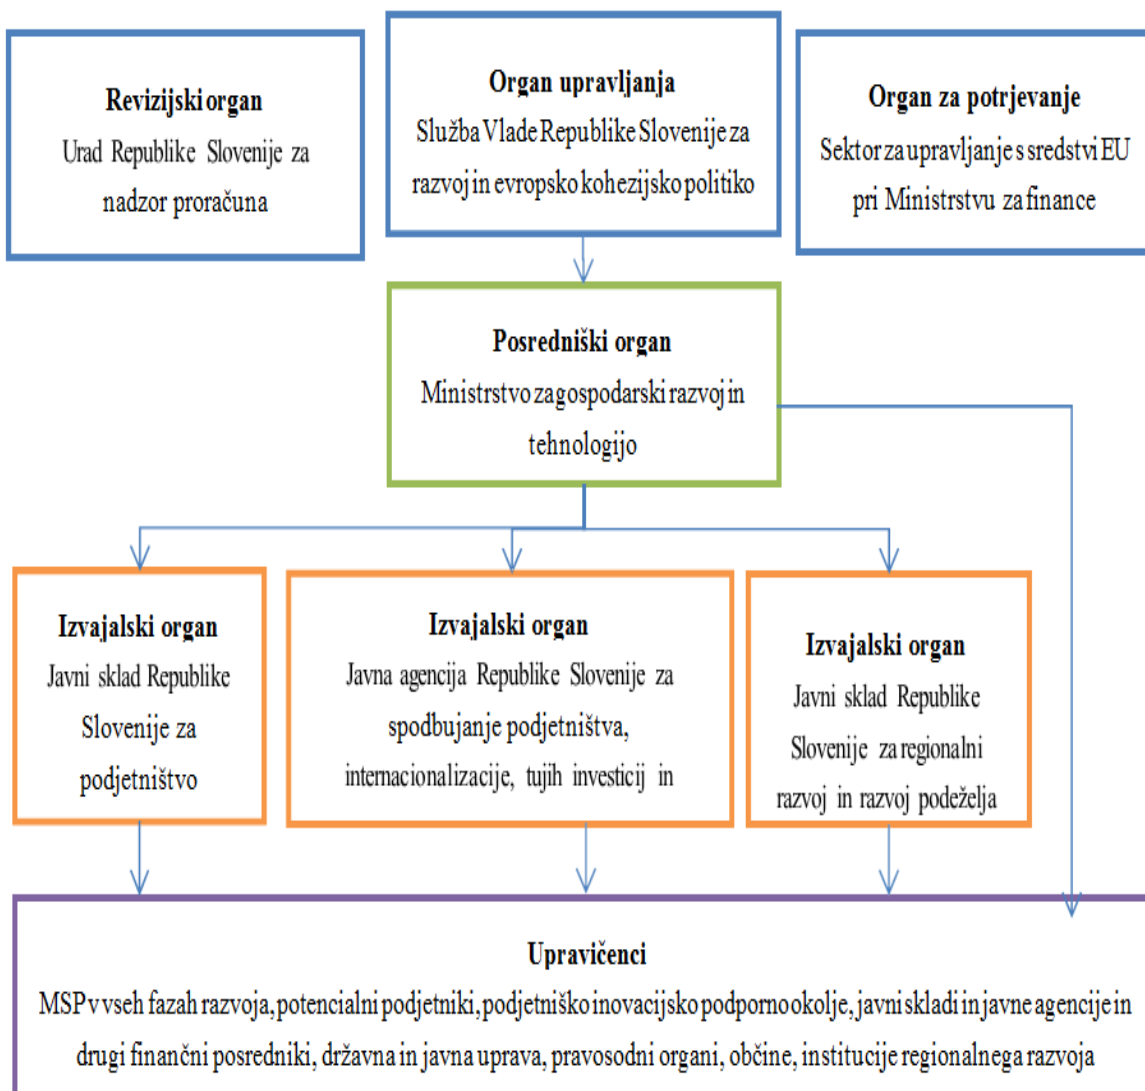 Revizijski organ
Urad Republike Slovenije za
nadzor proračuna
Organ upravljanja
Služba Vlade Republike Slovenije za
razvoj in evropsko kohezijsko politiko
Organ za potrjevanje
Sektor za upravljanje s sredstvi EU
pri Ministrstvu za finance
Posredniški organ
Ministrstvo za gospodarski razvoj in
tehnologijo
Izvajalski organ
Javni sklad Republike
Slovenije za
podjetništvo
Izvajalski organ
Javna agencija Republike Slovenije za
spodbujanje podjetništva,
internacionalizacije, tujih investicij in
Izvajalski organ
Javni sklad Republike
Slovenije za regionalni
razvoj in razvoj podeželja
Upravičenci
MSP v vseh fazah razvoja, potencialni podjetniki, podjetniško inovacijsko podporno okolje, javni skladi in javne agencije in
drugi finančni posredniki, državna in javna uprava, pravosodni organi, občine, institucije regionalnega razvoja